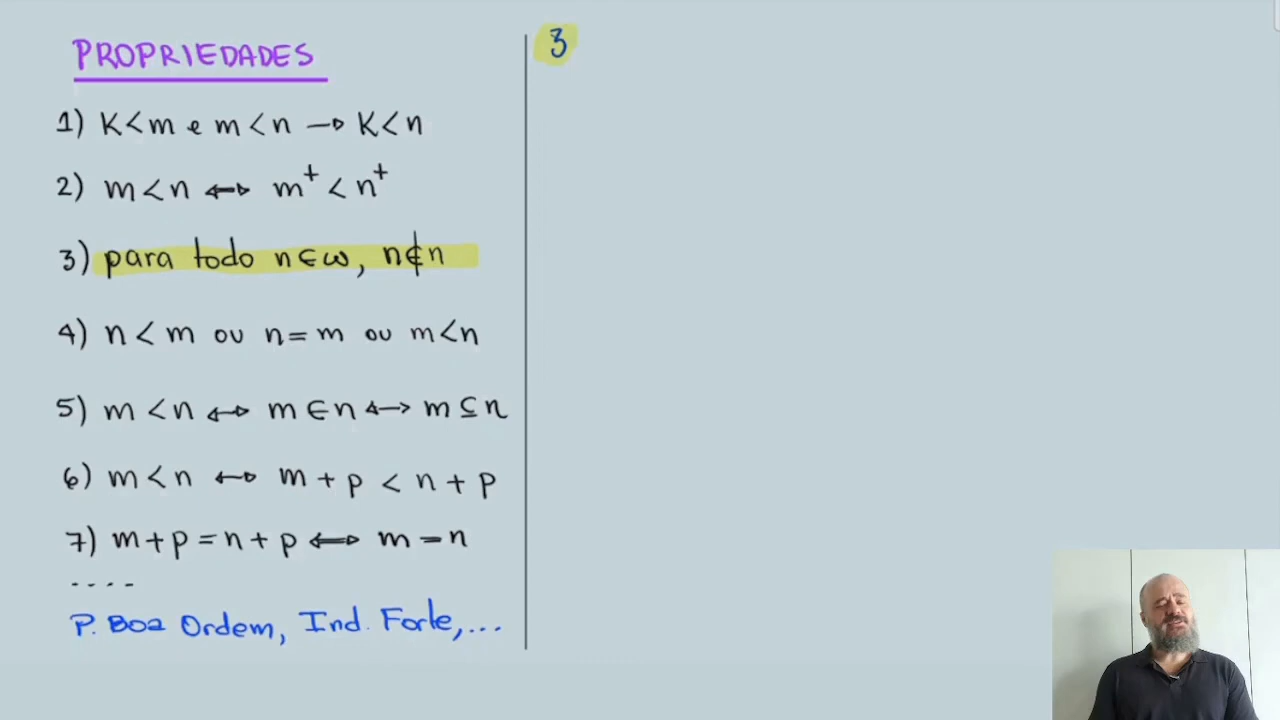 PROPRIEDADES
1) K<m e m<n → K<n
2) m<n ↔ m⁺<n⁺
3) para todo n∈ω, n∉n
4) n<m ou n=m ou m<n
5) m<n ↔ m∈n ↔ m⊆n
6) m<n ↔ m+p < n+p
7) m+p=n+p ⟺ m=n
....
P. Boa Ordem, Ind. Forte,...
3